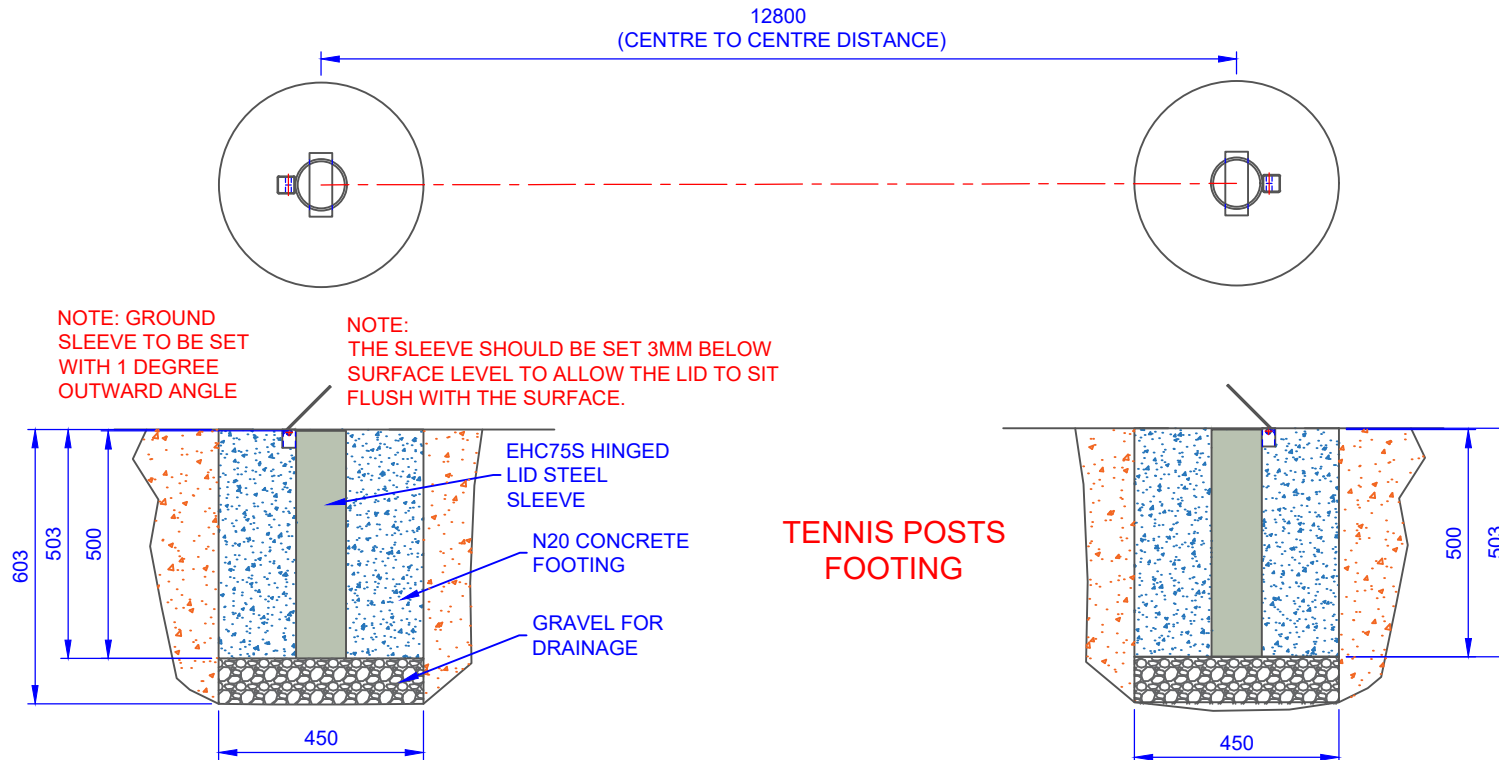 12800
(CENTRE TO CENTRE DISTANCE)
NOTE: GROUND
SLEEVE TO BE SET
WITH 1 DEGREE
OUTWARD ANGLE
NOTE:
THE SLEEVE SHOULD BE SET 3MM BELOW
SURFACE LEVEL TO ALLOW THE LID TO SIT
FLUSH WITH THE SURFACE.
603
503
500
EHC75S HINGED
LID STEEL
SLEEVE
N20 CONCRETE
FOOTING
GRAVEL FOR
DRAINAGE
450
TENNIS POSTS
FOOTING
500
503
450